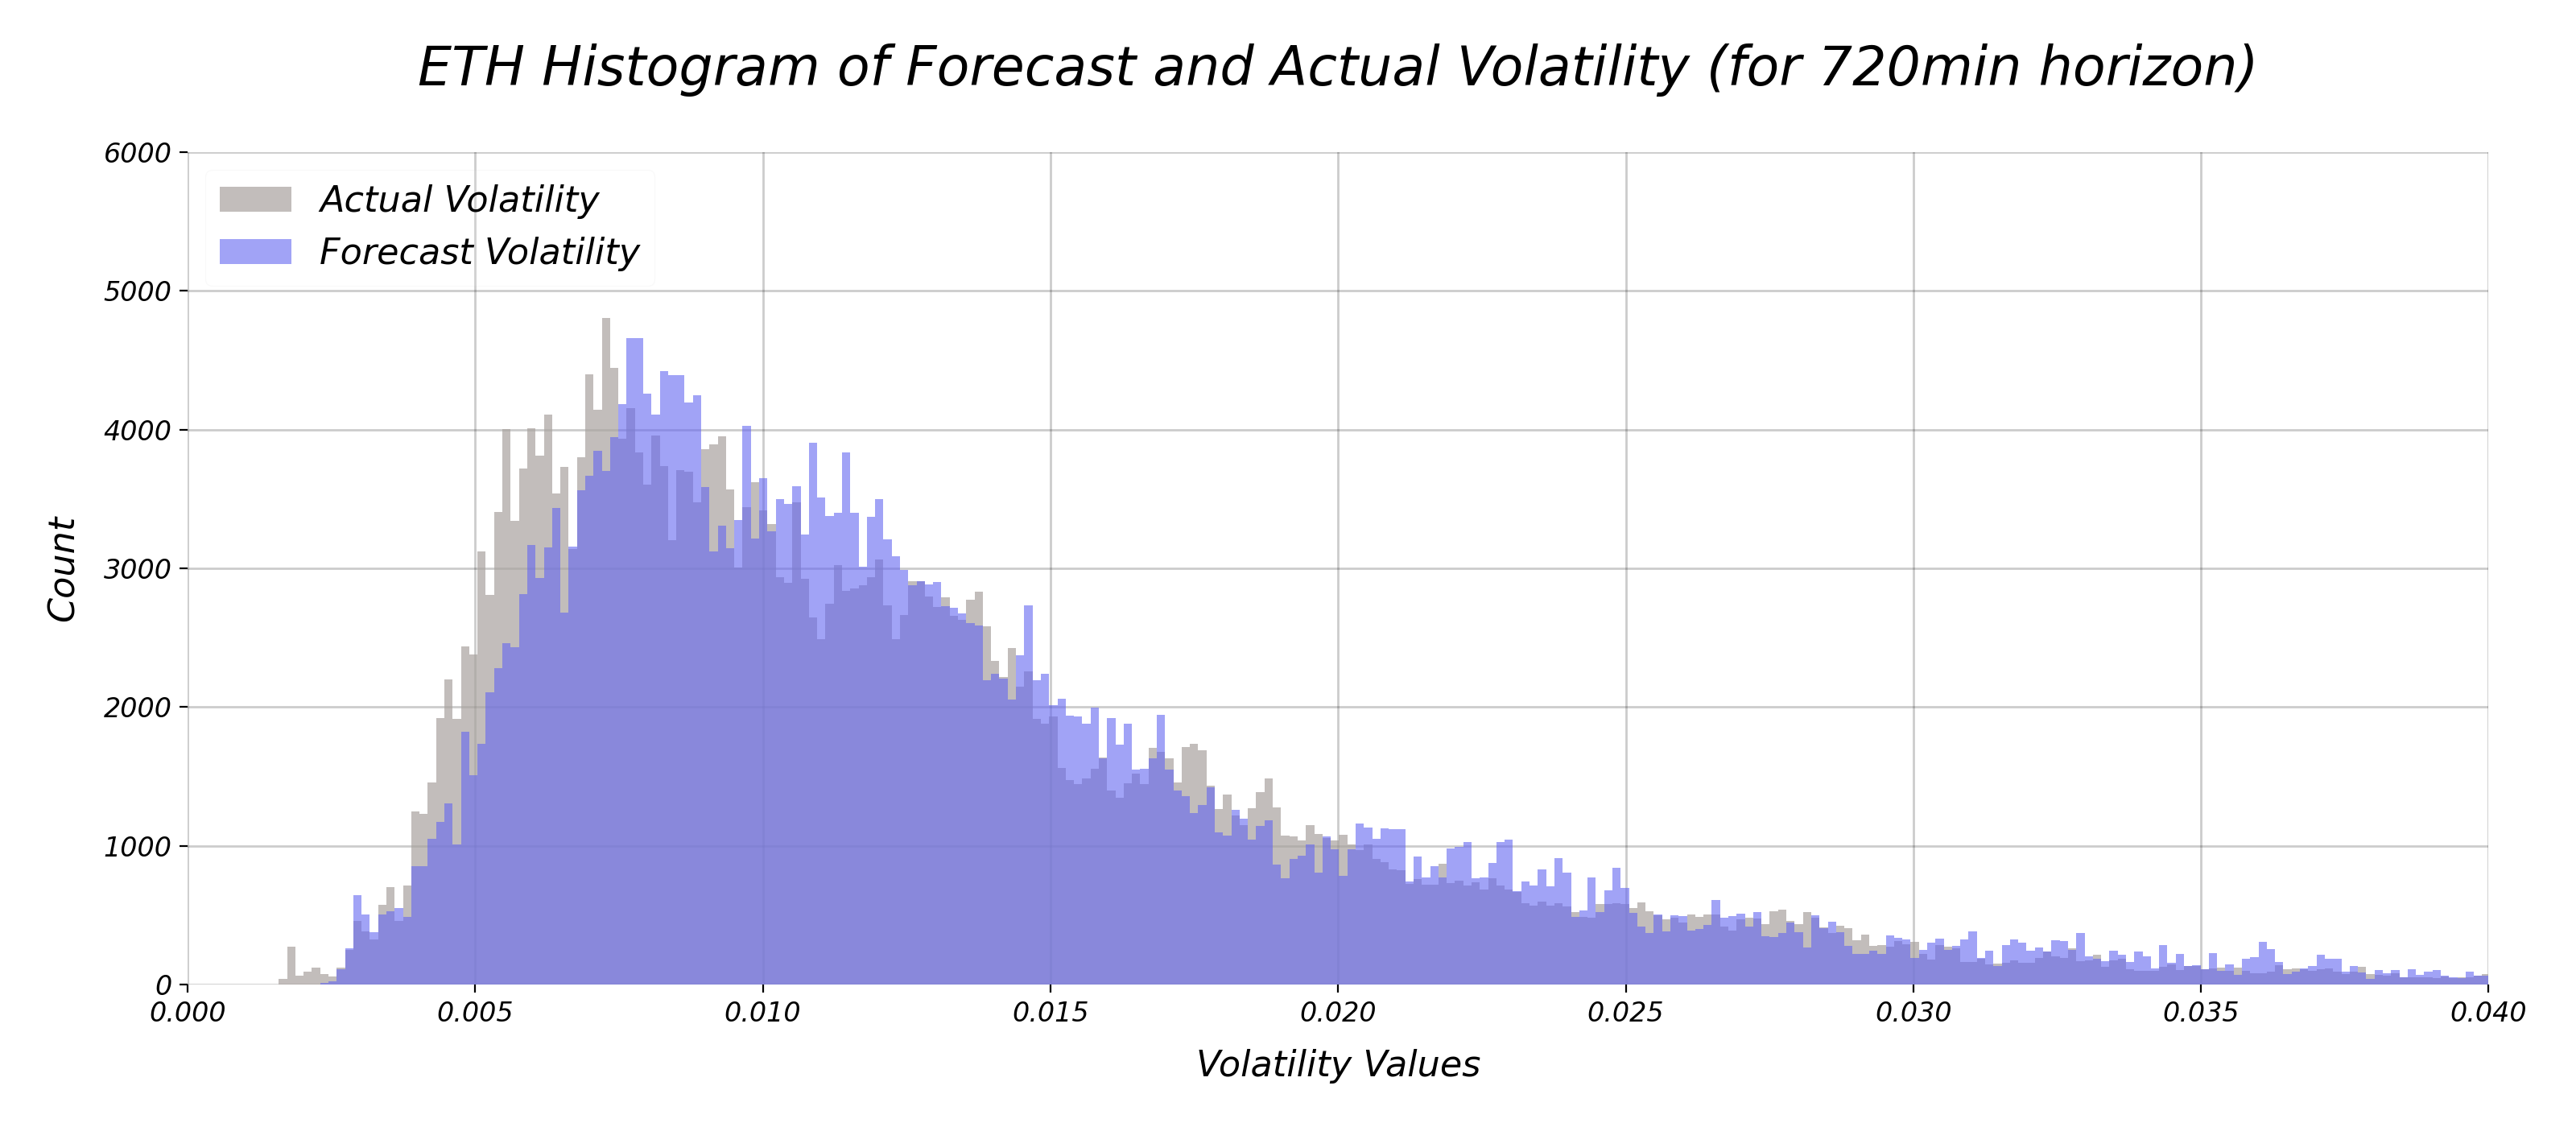 ETH Histogram of Forecast and Actual Volatility (for 720min horizon)
6000
Actual Volatility
Forecast Volatility
5000
4000
3000
2000
1000
0
Count
0.000 0.005 0.010 0.015 0.020 0.025 0.030 0.035 0.040
Volatility Values